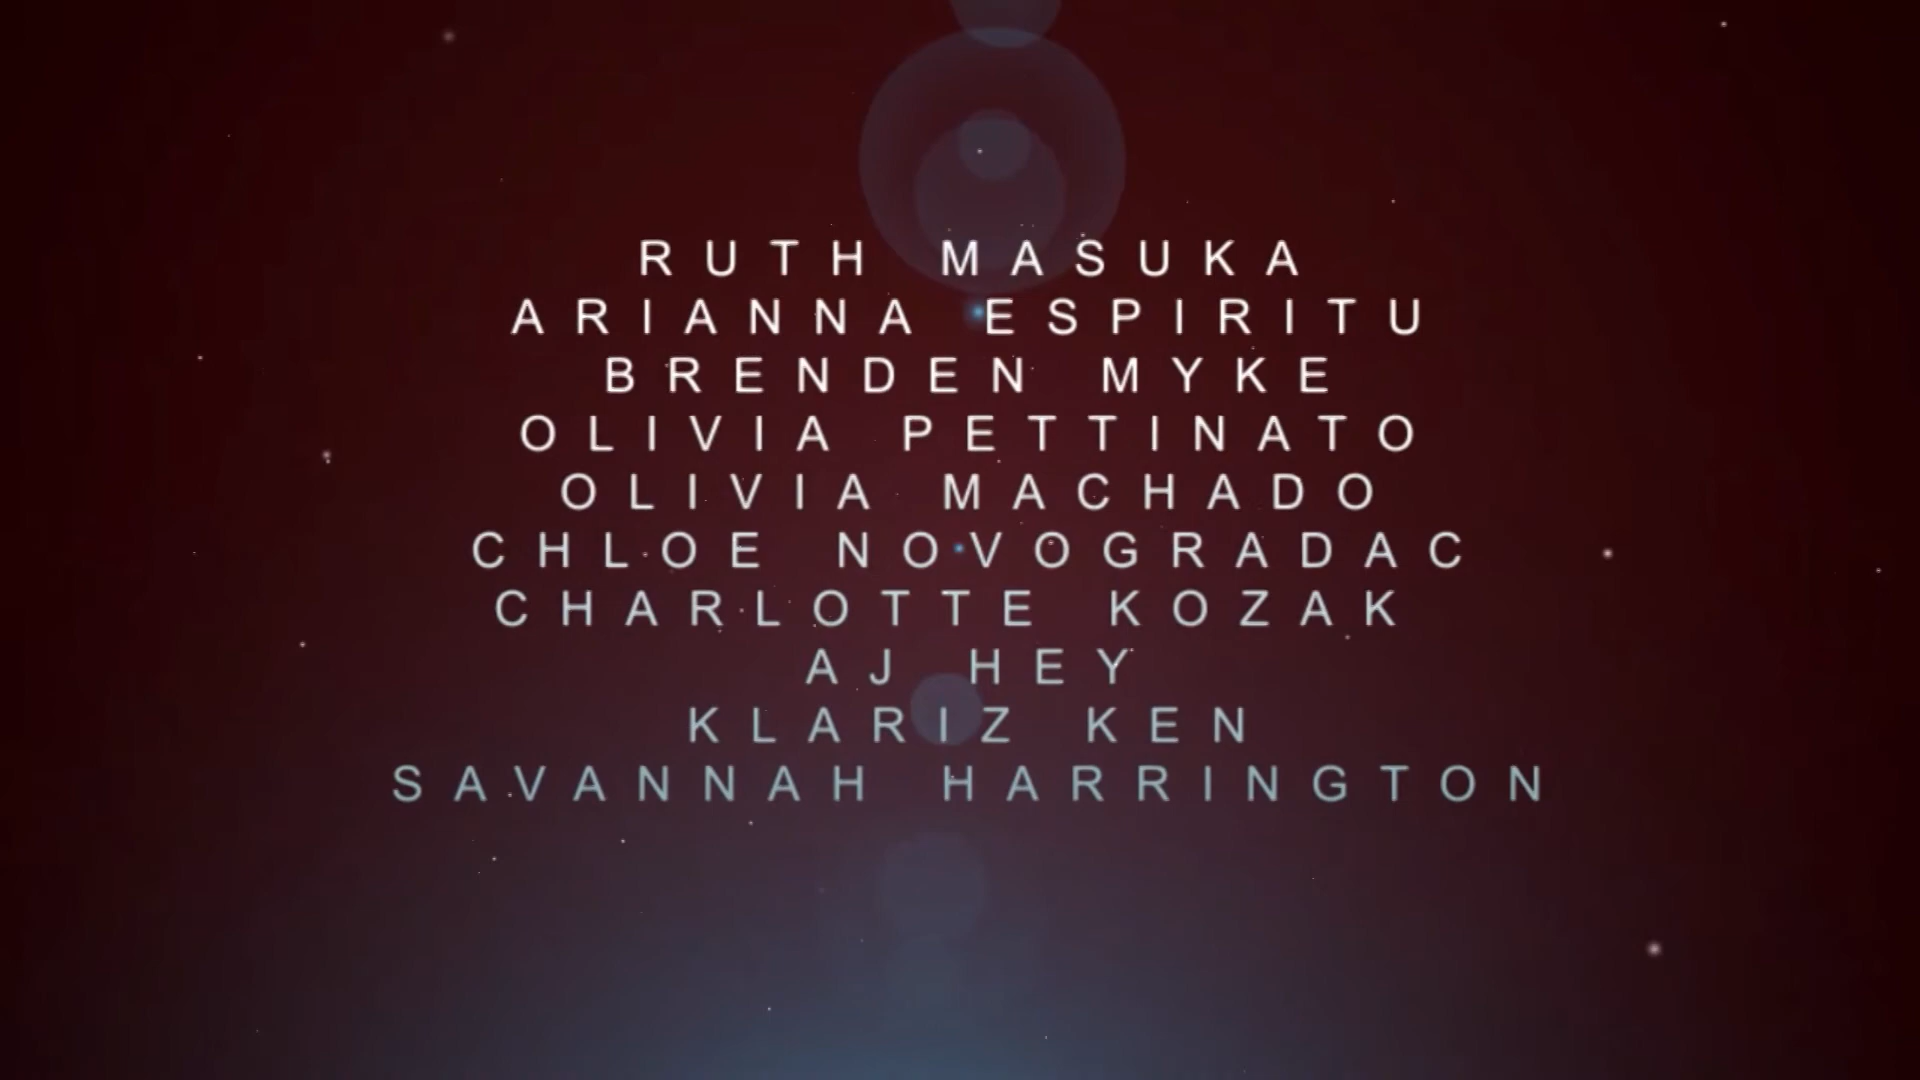 RUTH MASUKA
ARIANNA ESPIRITU
BRENDEN MYKE
OLIVIA PETTINATO
OLIVIA MACHADO
CHLOE NOVOGRADAC
CHARLOTTE KOZAK
AJ HEY
KLARIZ KEN
SAVANNAH HARRINGTON